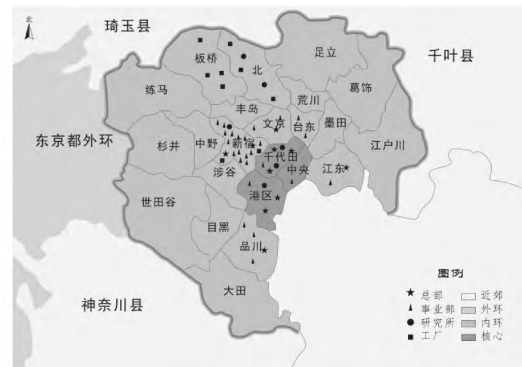 北
琦玉县
千叶县
足立
板桥
北
葛饰
练马
荒川
丰岛
文京
台东
墨田
东京都外环
江户川
杉井
中野
新宿
千代田
涉谷
中央
江东
世田谷
港区
目黑
品川
图例
总部
近郊
神奈川县
大田
事业部
外环
研究所
内环
工厂
核心